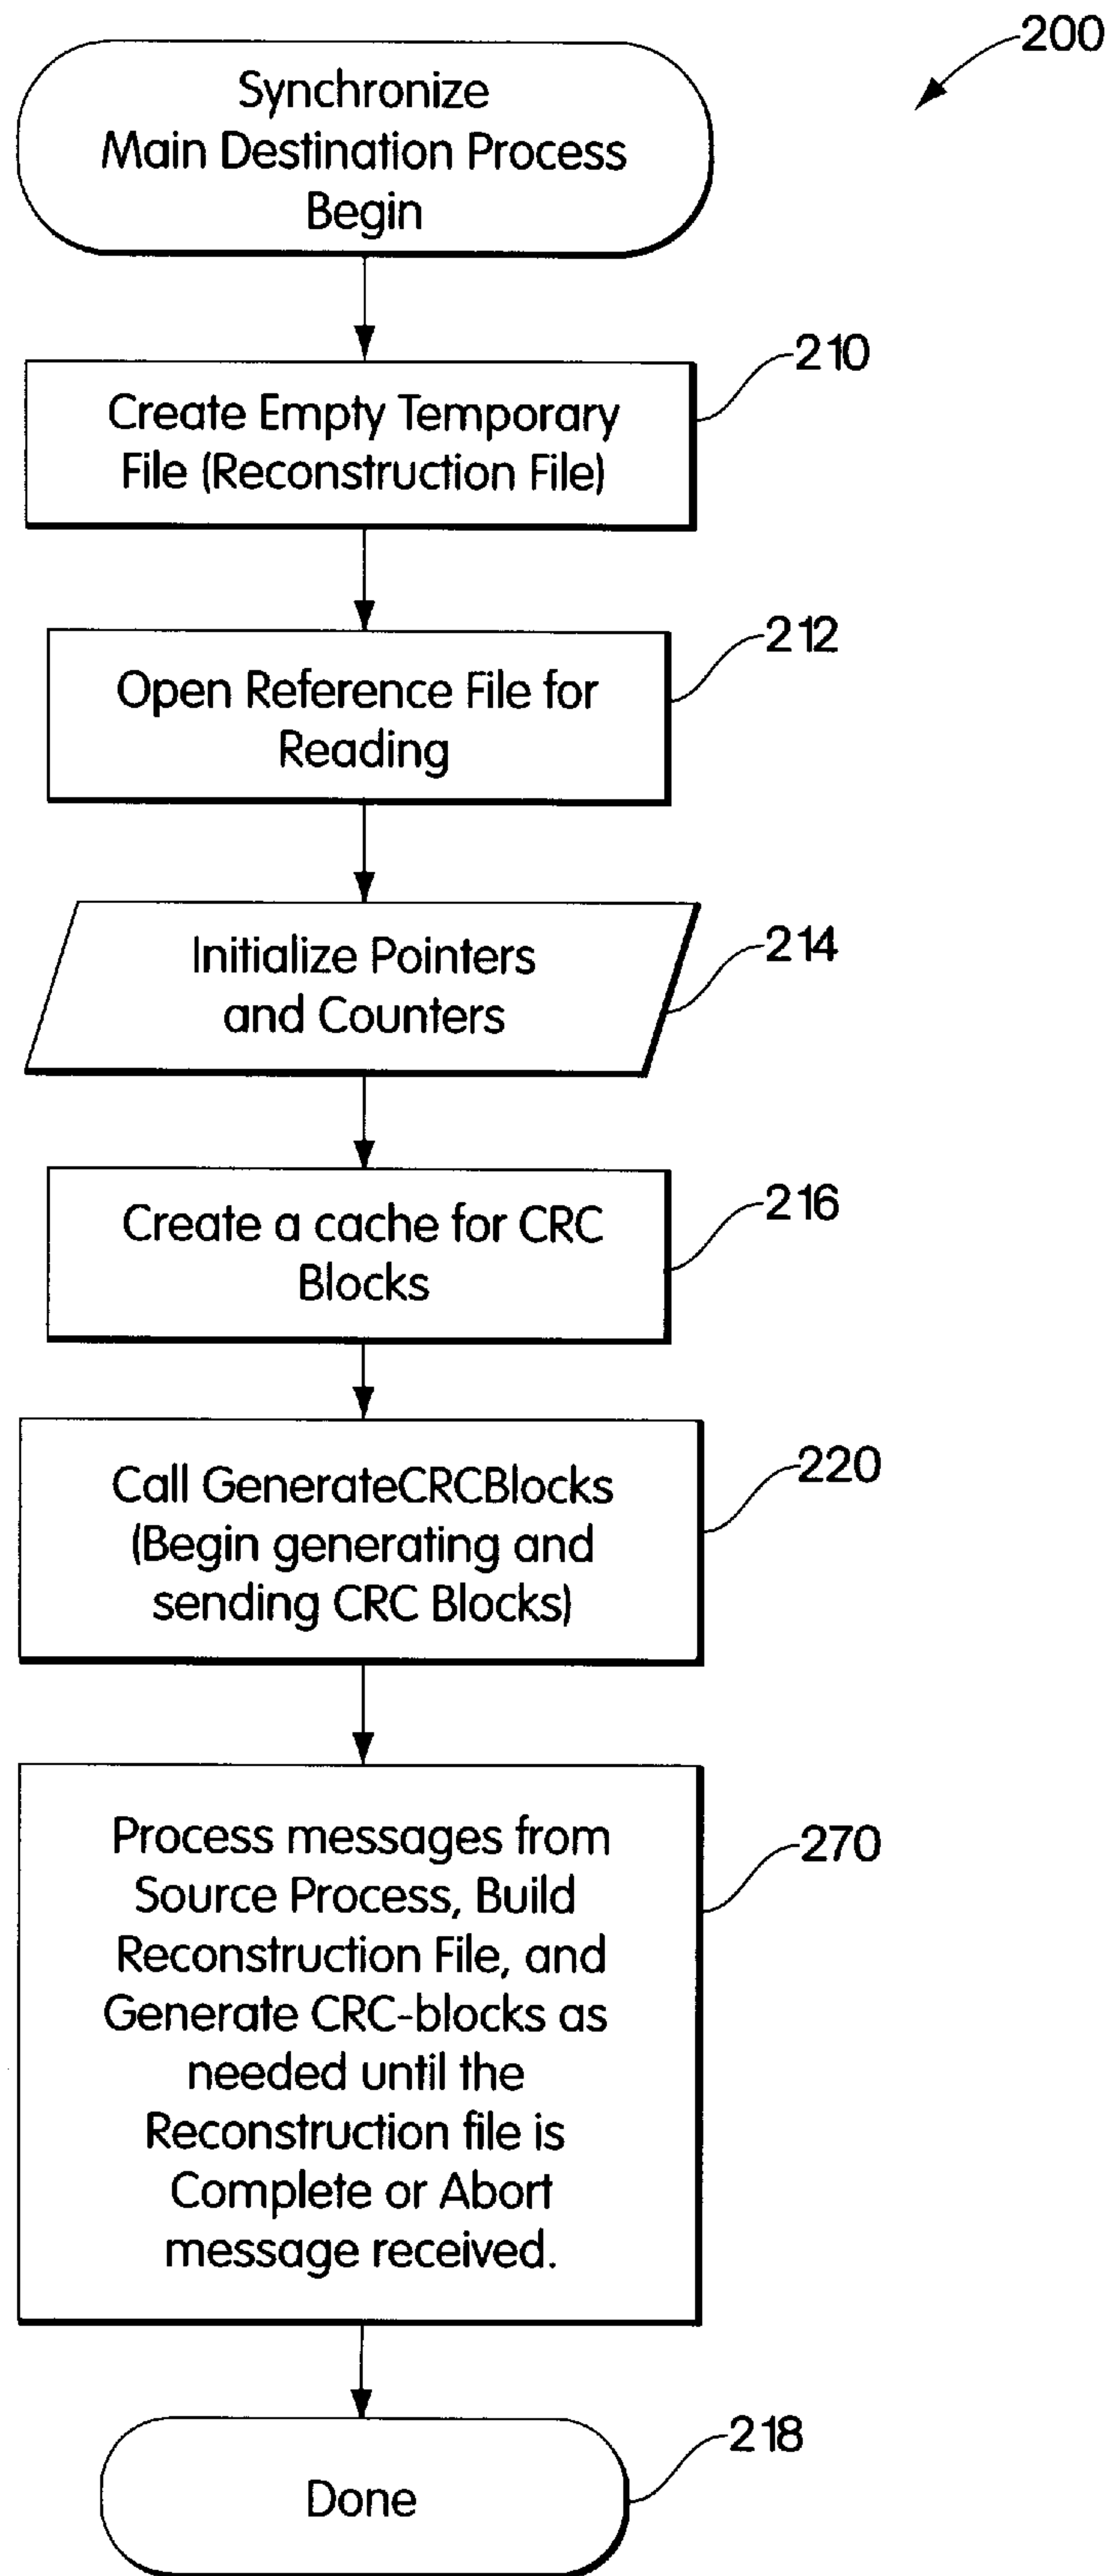 200
Synchronize
Main Destination Process
Begin
210
Create Empty Temporary
File (Reconstruction File)
212
Open Reference File for
Reading
214
Initialize Pointers
and Counters
216
Create a cache for CRC
Blocks
220
Call GenerateCRCBlocks
(Begin generating and
sending CRC Blocks)
270
Process messages from
Source Process, Build
Reconstruction File, and
Generate CRC-blocks as
needed until the
Reconstruction file is
Complete or Abort
message received.
218
Done